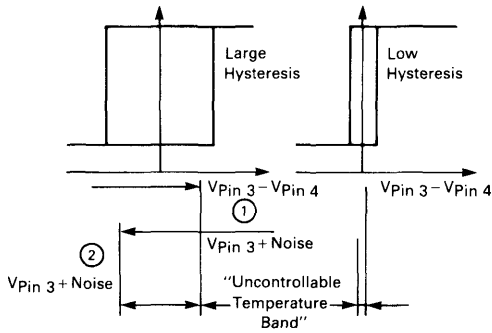 Large
Hysteresis
Low
Hysteresis
VPin 3 – VPin 4
VPin 3 – VPin 4
1
VPin 3 + Noise
2
VPin 3 + Noise
"Uncontrollable
Temperature
Band"